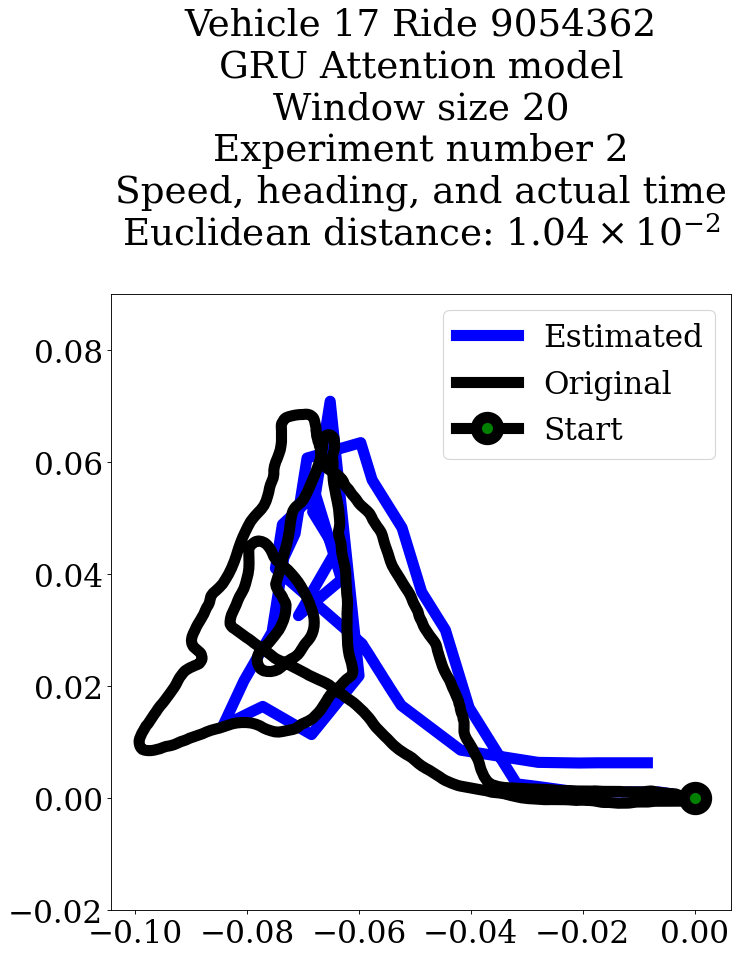 Vehicle 17 Ride 9054362
GRU Attention model
Window size 20
Experiment number 2
Speed, heading, and actual time
Euclidean distance: 1.04 × 10⁻²
Estimated
Original
Start
0.08
0.06
0.04
0.02
0.00
−0.02
−0.10
−0.08
−0.06
−0.04
−0.02
0.00